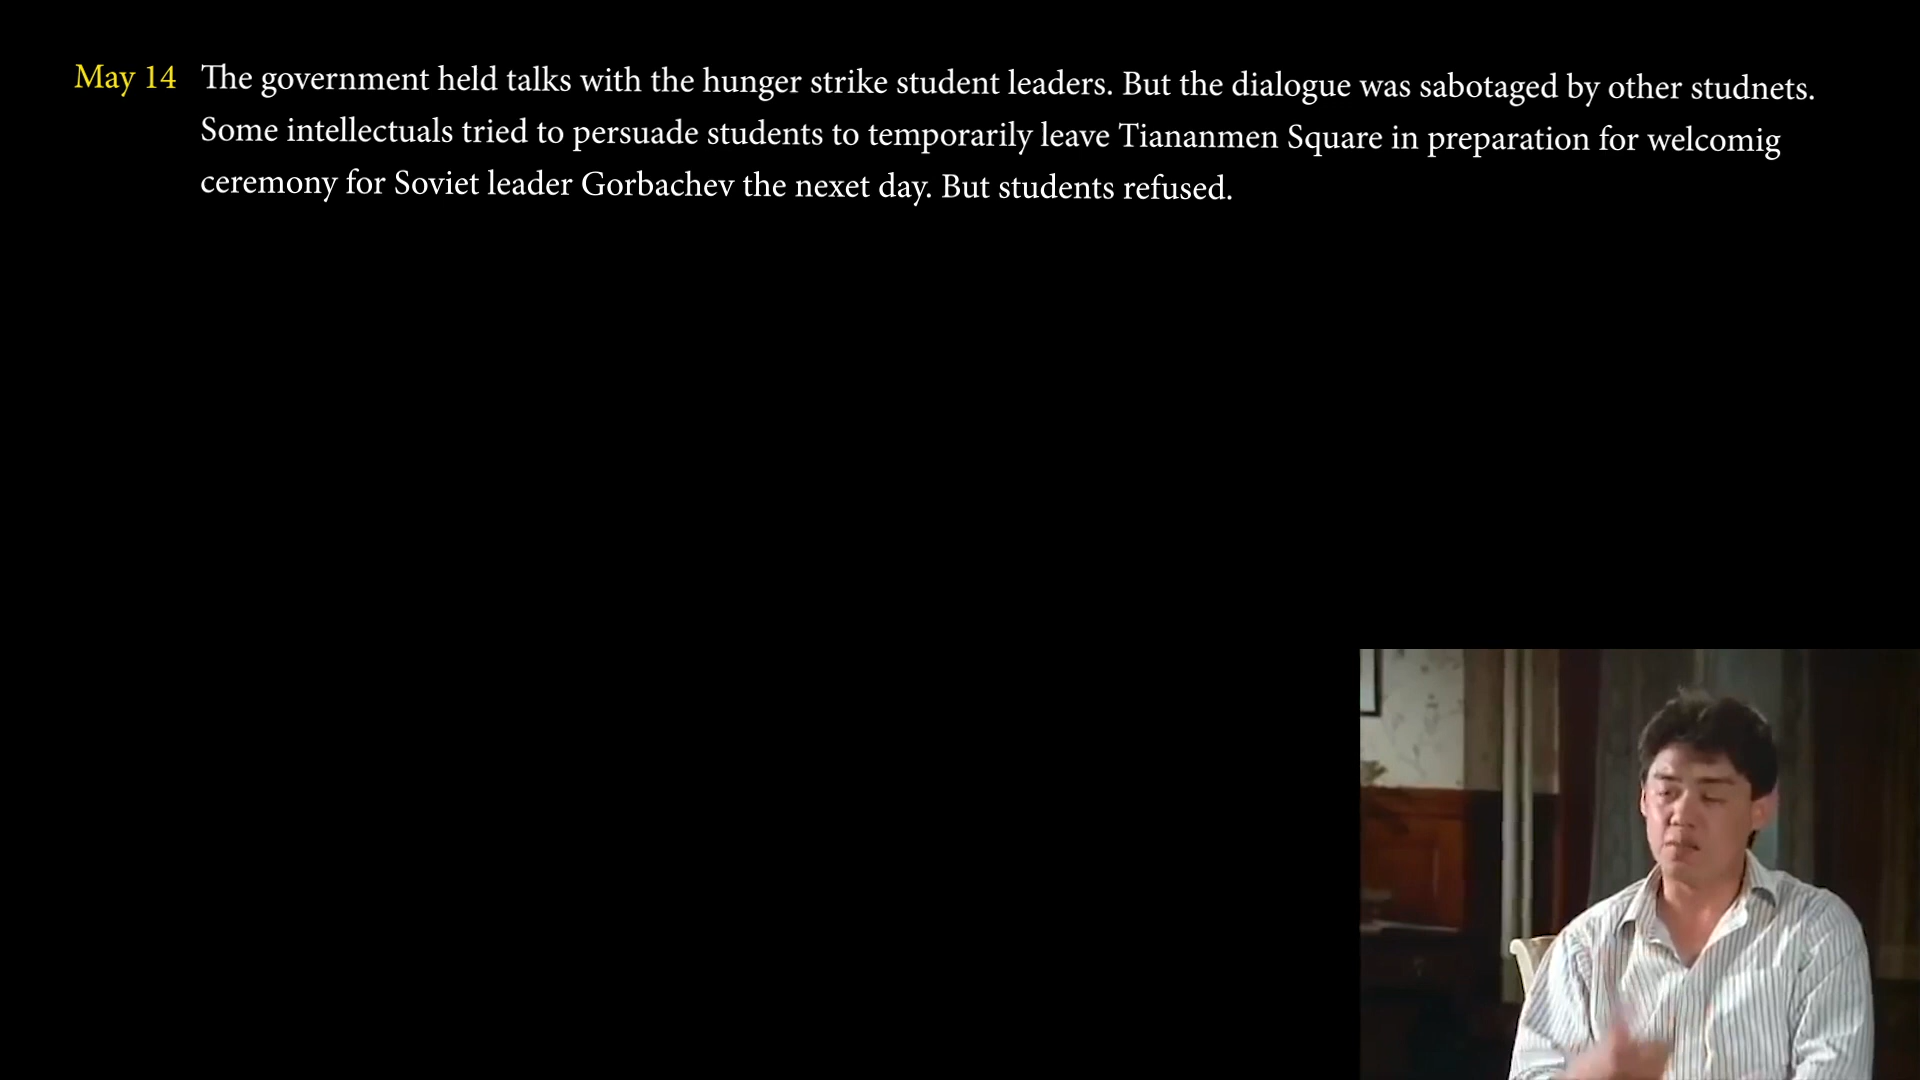 May 14 The government held talks with the hunger strike student leaders. But the dialogue was sabotaged by other studnets.
Some intellectuals tried to persuade students to temporarily leave Tiananmen Square in preparation for welcomig
ceremony for Soviet leader Gorbachev the nexet day. But students refused.